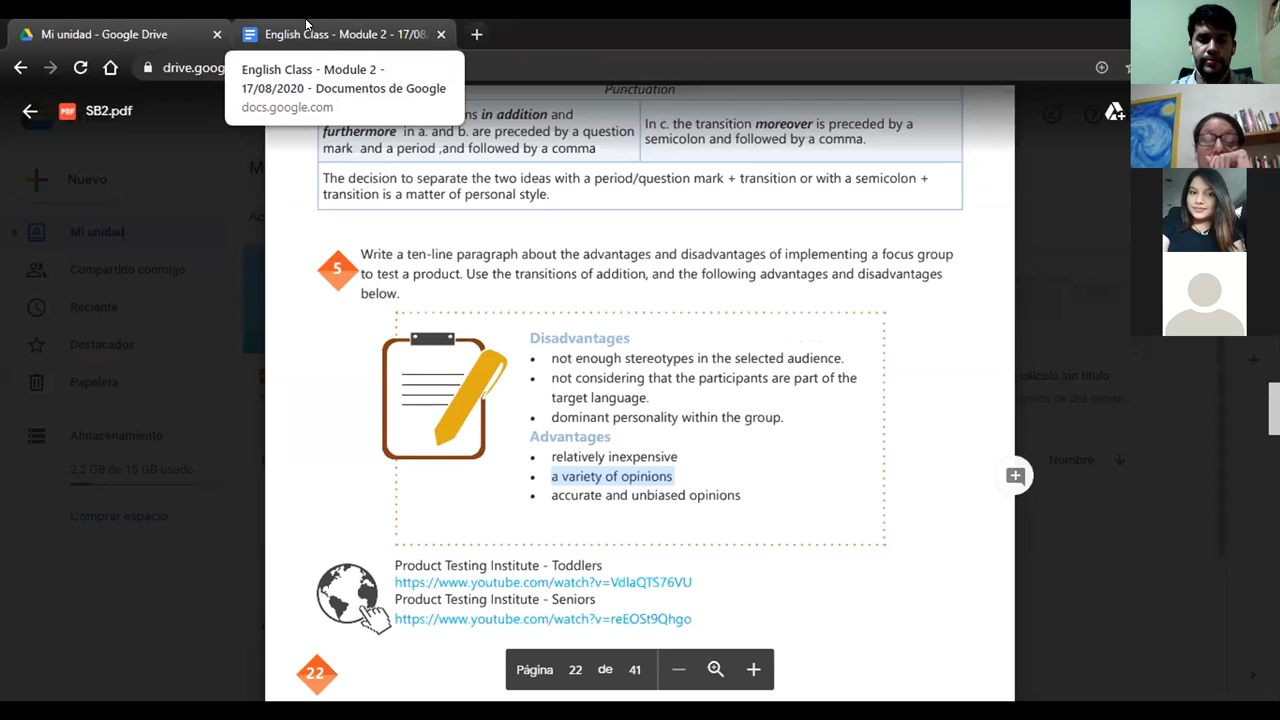 Mi unidad - Google Drive
English Class - Module 2 - 17/08
English Class - Module 2 -
17/08/2020 - Documentos de Google
docs.google.com
drive.goog
SB2.pdf
Punctuation
in addition and
furthermore in a. and b. are preceded by a question
mark and a period ,and followed by a comma
In c. the transition moreover is preceded by a
semicolon and followed by a comma.
The decision to separate the two ideas with a period/question mark + transition or with a semicolon +
transition is a matter of personal style.
Nuevo
Mi unidad
Compartido conmigo
Reciente
Destacados
Papelera
Almacenamiento
2,2 GB de 15 GB usado
Comprar espacio
5
Write a ten-line paragraph about the advantages and disadvantages of implementing a focus group
to test a product. Use the transitions of addition, and the following advantages and disadvantages
below.
Disadvantages
• not enough stereotypes in the selected audience.
• not considering that the participants are part of the
target language.
• dominant personality within the group.
Advantages
• relatively inexpensive
• a variety of opinions
• accurate and unbiased opinions
Product Testing Institute - Toddlers
https://www.youtube.com/watch?v=VdlaQTS76VU
Product Testing Institute - Seniors
https://www.youtube.com/watch?v=reEOSt9Qhgo
22
Página 22 de 41
cálculo sin título
Nombre